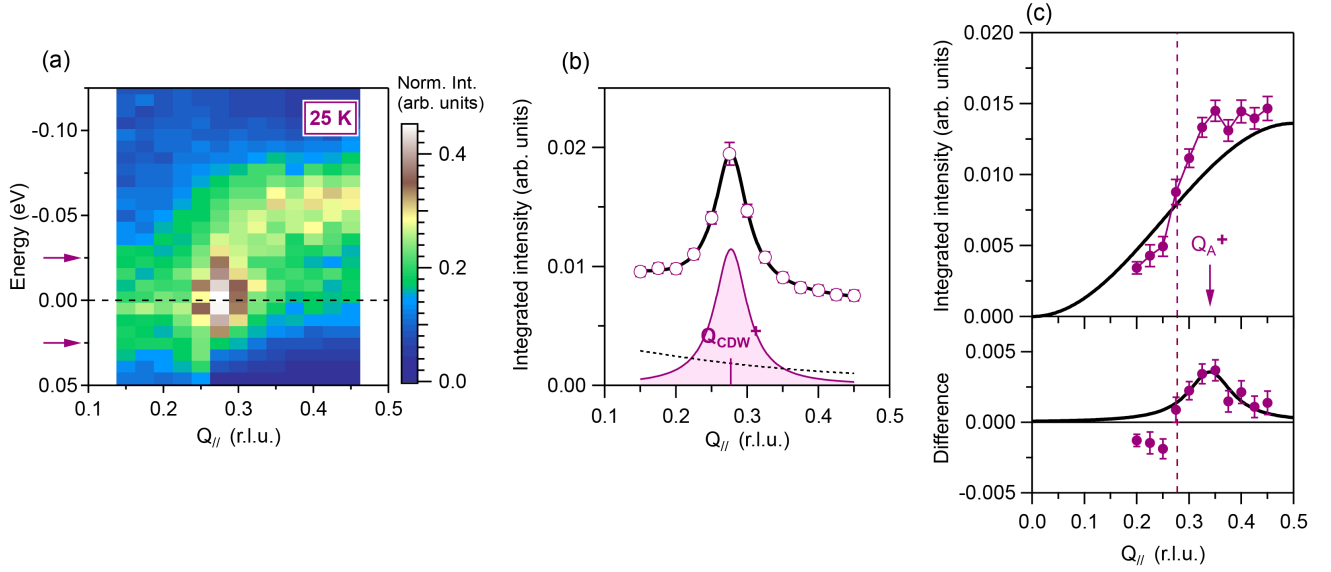 (a)
25 K
Norm. Int.
(arb. units)
0.4
0.2
0.0
Energy (eV)
-0.10
-0.05
0.00
0.05
0.1 0.2 0.3 0.4 0.5
Q// (r.l.u.)
(b)
Integrated intensity (arb. units)
0.02
0.01
0.00
QCDW+
0.1 0.2 0.3 0.4 0.5
Q// (r.l.u.)
(c)
Integrated intensity (arb. units)
0.020
0.015
0.010
0.005
0.000
QA+
Difference
0.005
0.000
-0.005
0.0 0.1 0.2 0.3 0.4 0.5
Q// (r.l.u.)